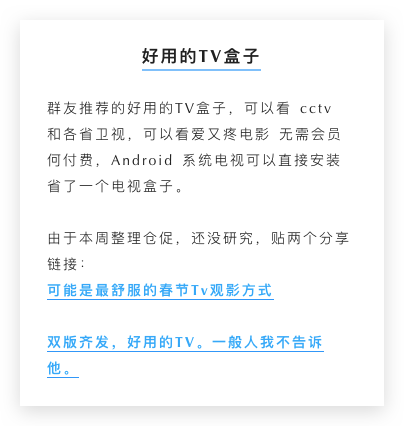 好用的TV盒子
群友推荐的好用的TV盒子，可以看 cctv
和各省卫视，可以看爱又疼电影 无需会员
何付费，Android 系统电视可以直接安装
省了一个电视盒子。
由于本周整理仓促，还没研究，贴两个分享
链接：
可能是最舒服的春节Tv观影方式
双版齐发，好用的TV。一般人我不告诉
他。